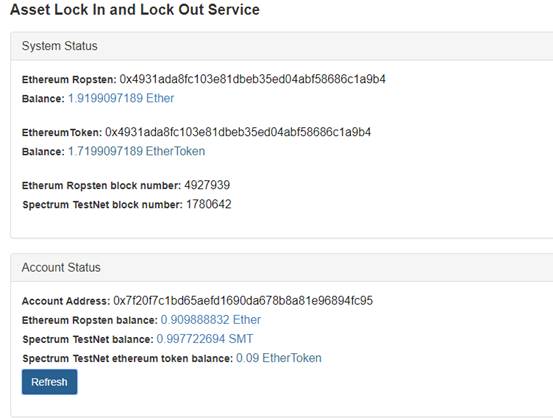 Asset Lock In and Lock Out Service
System Status
Ethereum Ropsten: 0x4931ada8fc103e81dbeb35ed04abf58686c1a9b4
Balance: 1.9199097189 Ether
EthereumToken: 0x4931ada8fc103e81dbeb35ed04abf58686c1a9b4
Balance: 1.7199097189 EtherToken
Etherum Ropsten block number: 4927939
Spectrum TestNet block number: 1780642
Account Status
Account Address: 0x7f20f7c1bd65aefd1690da678b8a81e96894fc95
Ethereum Ropsten balance: 0.909888832 Ether
Spectrum TestNet balance: 0.997722694 SMT
Spectrum TestNet ethereum token balance: 0.09 EtherToken
Refresh